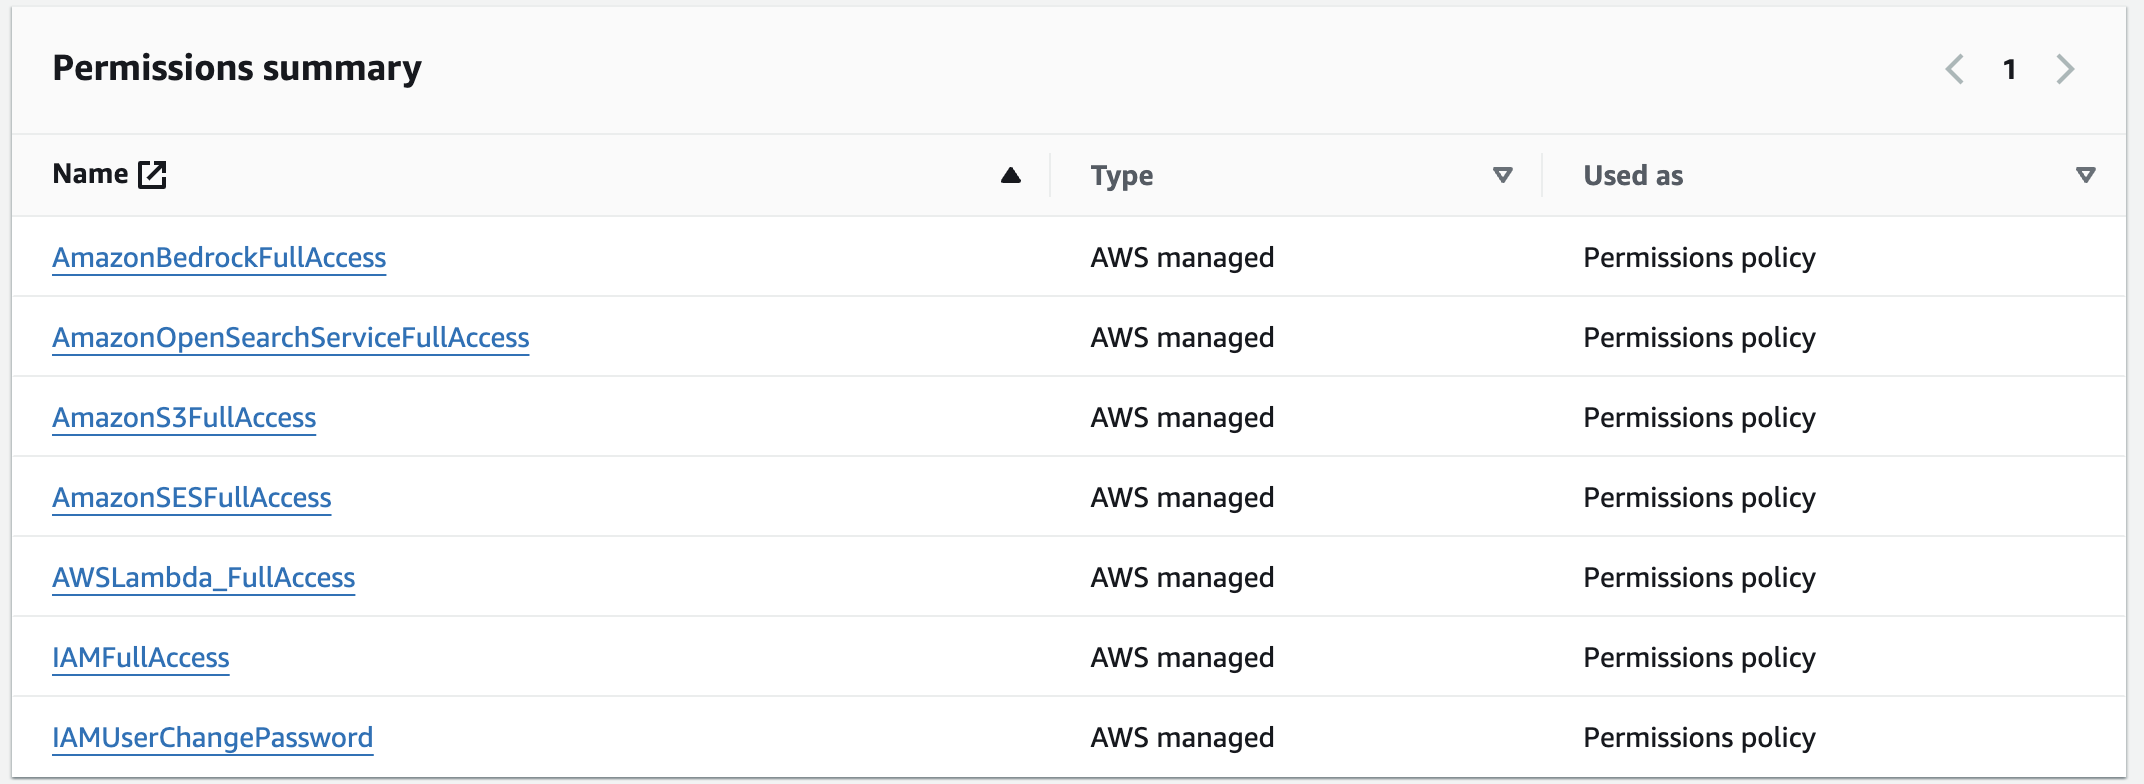 Permissions summary
1
Name Type Used as
AmazonBedrockFullAccess AWS managed Permissions policy
AmazonOpenSearchServiceFullAccess AWS managed Permissions policy
AmazonS3FullAccess AWS managed Permissions policy
AmazonSESFullAccess AWS managed Permissions policy
AWSLambda_FullAccess AWS managed Permissions policy
IAMFullAccess AWS managed Permissions policy
IAMUserChangePassword AWS managed Permissions policy